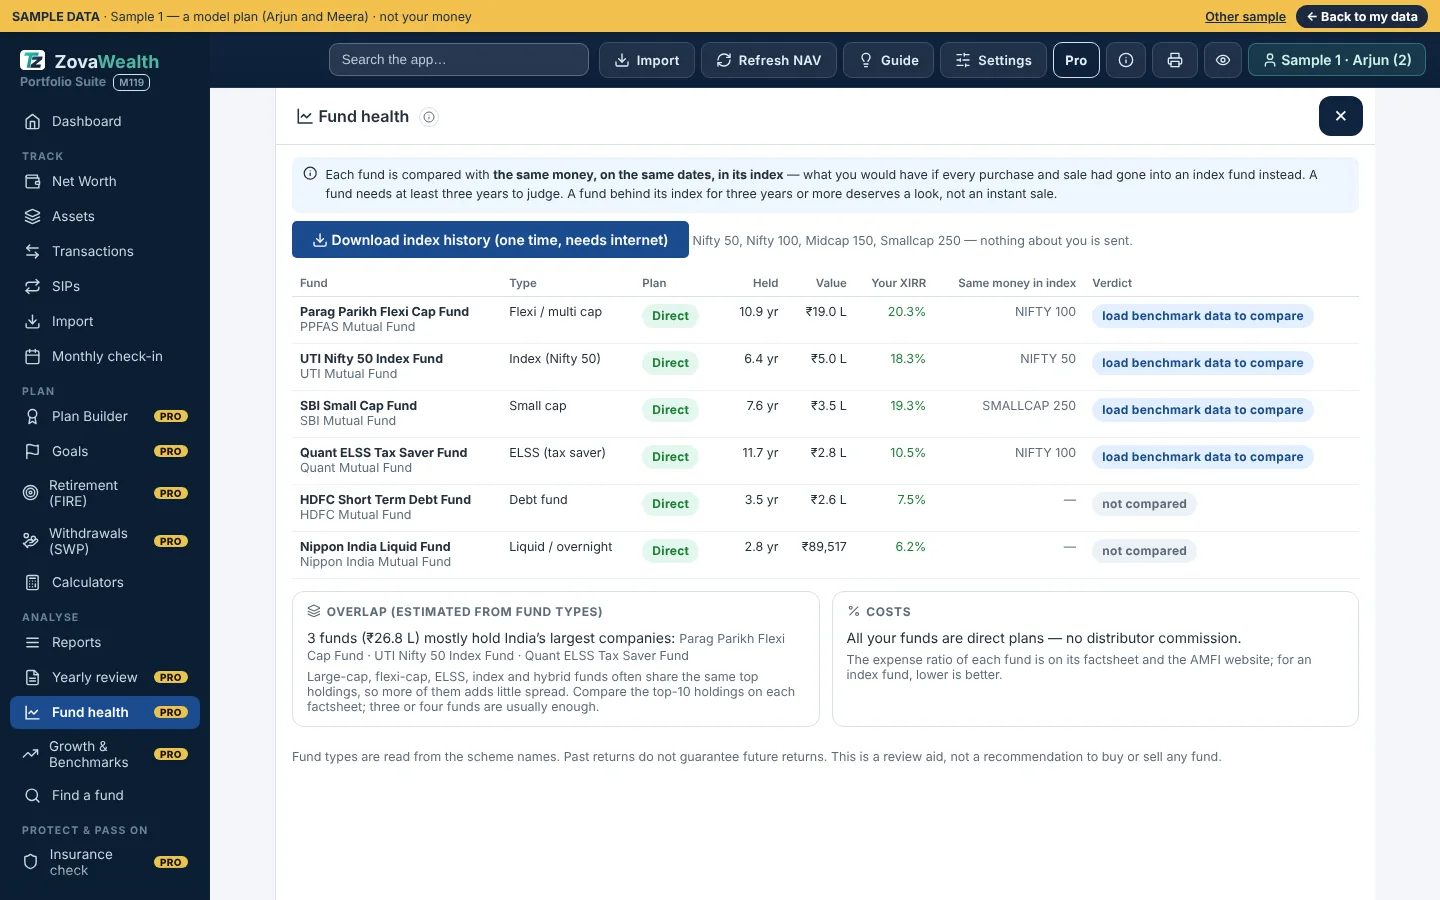 SAMPLE DATA · Sample 1 — a model plan (Arjun and Meera) · not your money
Other sample
← Back to my data
ZovaWealth
Portfolio Suite M119
Search the app…
Import
Refresh NAV
Guide
Settings
Pro
Sample 1 · Arjun (2)
Dashboard
TRACK
Net Worth
Assets
Transactions
SIPs
Import
Monthly check-in
PLAN
Plan Builder PRO
Goals PRO
Retirement (FIRE) PRO
Withdrawals (SWP) PRO
Calculators
ANALYSE
Reports
Yearly review PRO
Fund health PRO
Growth & Benchmarks PRO
Find a fund
PROTECT & PASS ON
Insurance check PRO
Fund health
Each fund is compared with the same money, on the same dates, in its index — what you would have if every purchase and sale had gone into an index fund instead. A
fund needs at least three years to judge. A fund behind its index for three years or more deserves a look, not an instant sale.
Download index history (one time, needs internet) Nifty 50, Nifty 100, Midcap 150, Smallcap 250 — nothing about you is sent.
Fund Type Plan Held Value Your XIRR Same money in index Verdict
Parag Parikh Flexi Cap Fund Flexi / multi cap Direct 10.9 yr ₹19.0 L 20.3% NIFTY 100 load benchmark data to compare
PPFAS Mutual Fund
UTI Nifty 50 Index Fund Index (Nifty 50) Direct 6.4 yr ₹5.0 L 18.3% NIFTY 50 load benchmark data to compare
UTI Mutual Fund
SBI Small Cap Fund Small cap Direct 7.6 yr ₹3.5 L 19.3% SMALLCAP 250 load benchmark data to compare
SBI Mutual Fund
Quant ELSS Tax Saver Fund ELSS (tax saver) Direct 11.7 yr ₹2.8 L 10.5% NIFTY 100 load benchmark data to compare
Quant Mutual Fund
HDFC Short Term Debt Fund Debt fund Direct 3.5 yr ₹2.6 L 7.5% — not compared
HDFC Mutual Fund
Nippon India Liquid Fund Liquid / overnight Direct 2.8 yr ₹89,517 6.2% — not compared
Nippon India Mutual Fund
OVERLAP (ESTIMATED FROM FUND TYPES)
3 funds (₹26.8 L) mostly hold India’s largest companies: Parag Parikh Flexi
Cap Fund · UTI Nifty 50 Index Fund · Quant ELSS Tax Saver Fund
Large-cap, flexi-cap, ELSS, index and hybrid funds often share the same top
holdings, so more of them adds little spread. Compare the top-10 holdings on each
factsheet; three or four funds are usually enough.
% COSTS
All your funds are direct plans — no distributor commission.
The expense ratio of each fund is on its factsheet and the AMFI website; for an
index fund, lower is better.
Fund types are read from the scheme names. Past returns do not guarantee future returns. This is a review aid, not a recommendation to buy or sell any fund.